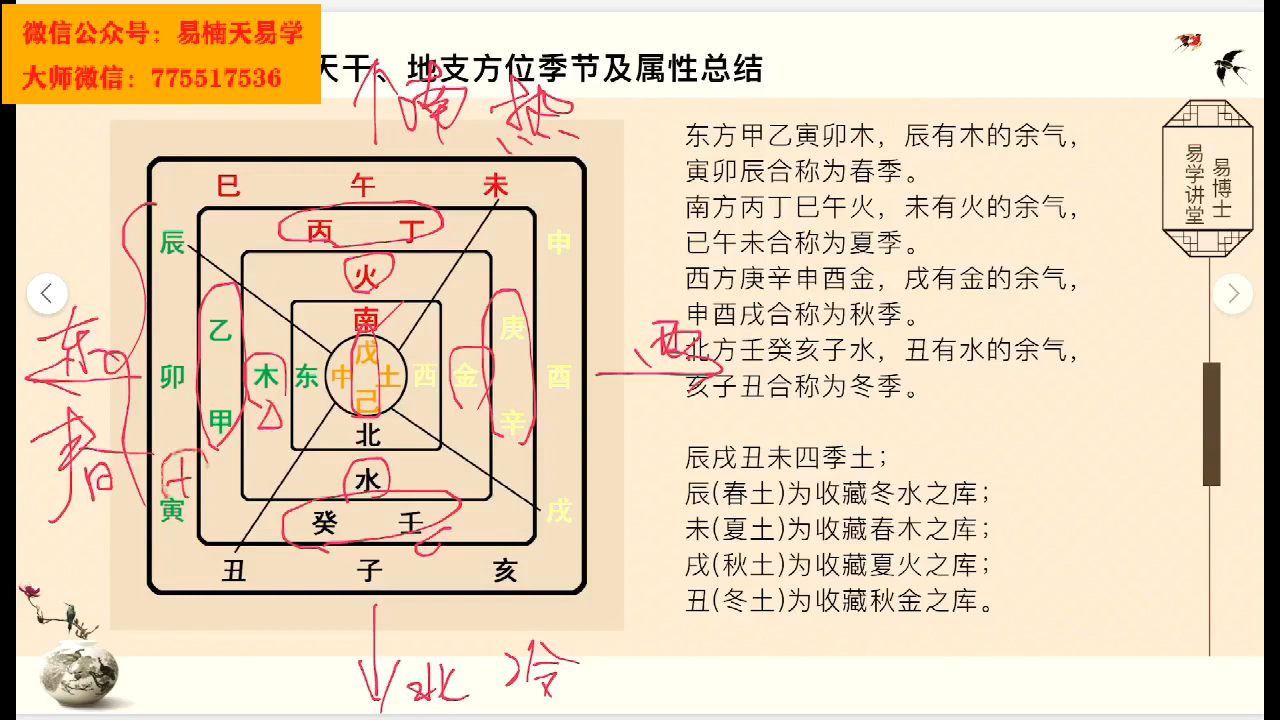 微信公众号：易楠天易学
大师微信：775517536
天干、地支方位季节及属性总结
南 热
巳 午 未
丙 丁
辰 申
火
乙 南 庚
戊
卯 木 东 中 土 西 金 酉
己
甲 北 辛
水
寅 戌
癸 壬
丑 子 亥
东
春
西
北 冷
东方甲乙寅卯木，辰有木的余气，
寅卯辰合称为春季。
南方丙丁巳午火，未有火的余气，
巳午未合称为夏季。
西方庚辛申酉金，戌有金的余气，
申酉戌合称为秋季。
北方壬癸亥子水，丑有水的余气，
亥子丑合称为冬季。
辰戌丑未四季土；
辰(春土)为收藏冬水之库；
未(夏土)为收藏春木之库；
戌(秋土)为收藏夏火之库；
丑(冬土)为收藏秋金之库。
易博士
易学讲堂